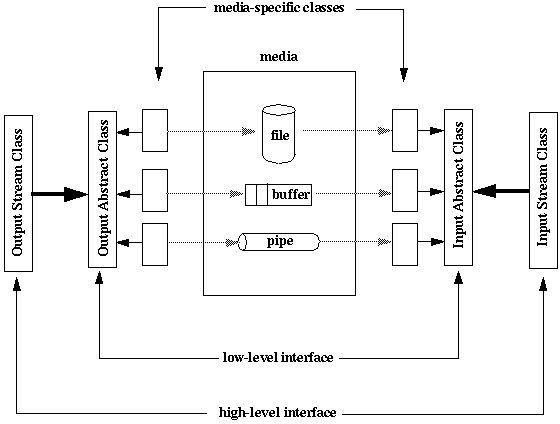 media-specific classes
media
Output Stream Class
Output Abstract Class
file
buffer
pipe
Input Abstract Class
Input Stream Class
low-level interface
high-level interface